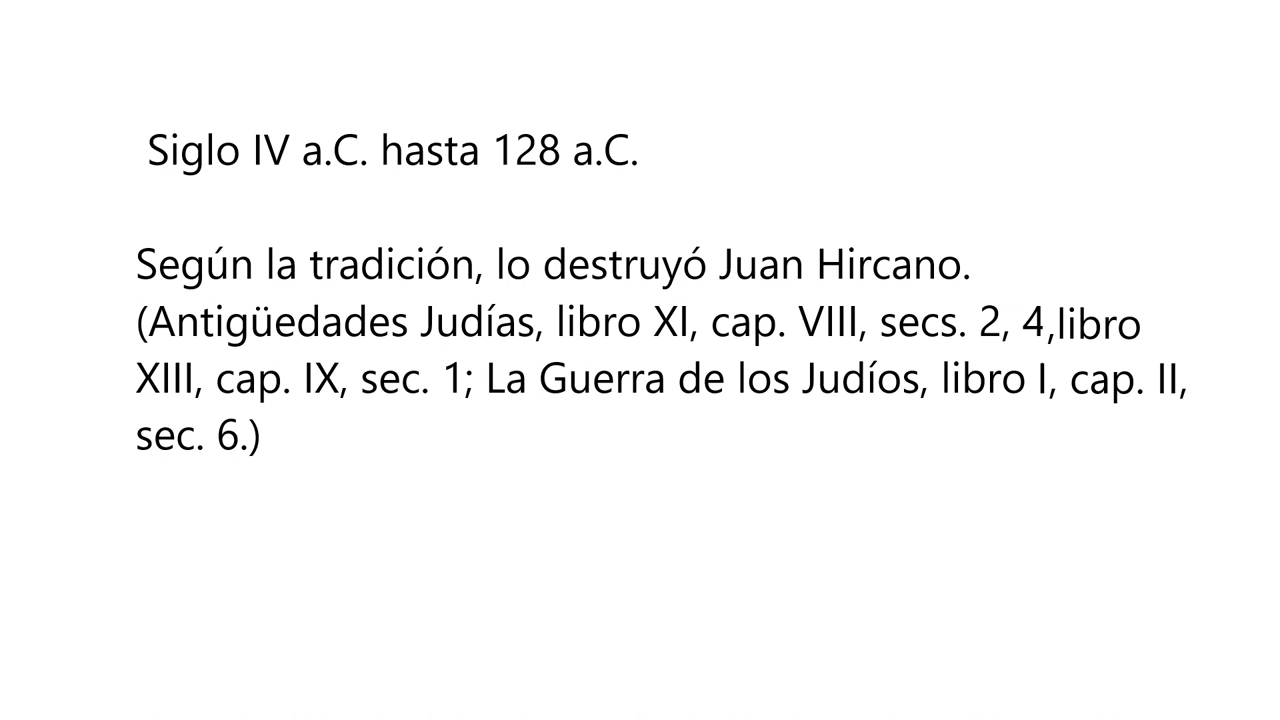 Siglo IV a.C. hasta 128 a.C.
Según la tradición, lo destruyó Juan Hircano.
(Antigüedades Judías, libro XI, cap. VIII, secs. 2, 4,libro
XIII, cap. IX, sec. 1; La Guerra de los Judíos, libro I, cap. II,
sec. 6.)